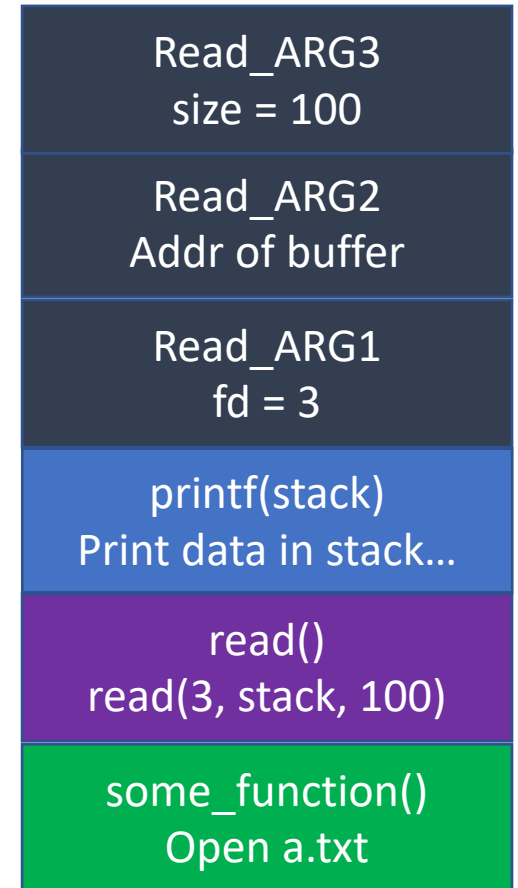 Read_ARG3
size = 100
Read_ARG2
Addr of buffer
Read_ARG1
fd = 3
printf(stack)
Print data in stack…
read()
read(3, stack, 100)
some_function()
Open a.txt